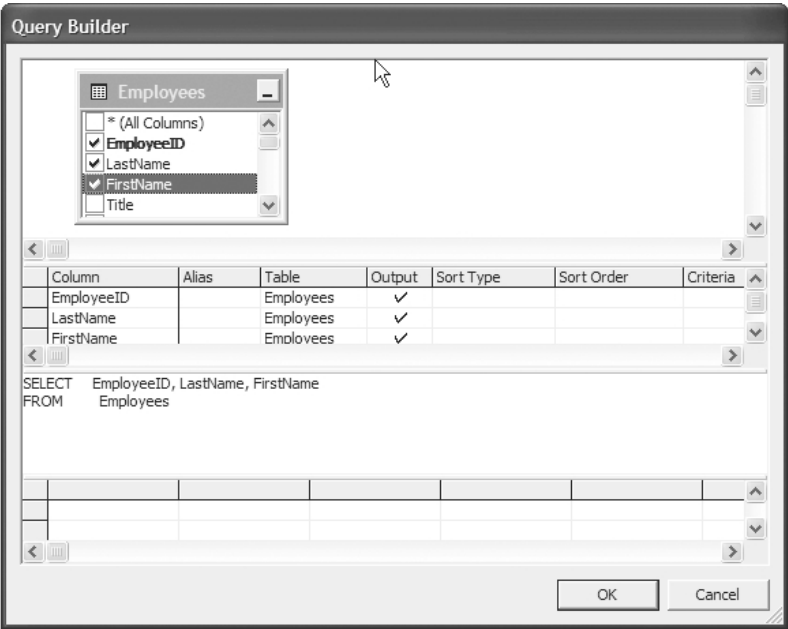 Query Builder
Employees
* (All Columns)
EmployeeID
LastName
FirstName
Title
Column Alias Table Output Sort Type Sort Order Criteria
EmployeeID Employees
LastName Employees
FirstName Employees
SELECT EmployeeID, LastName, FirstName
FROM Employees
OK Cancel